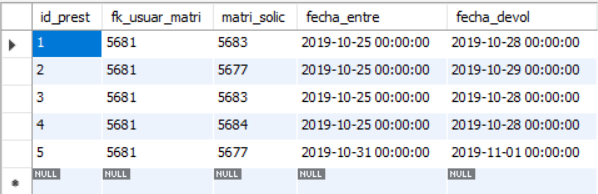 id_prest fk_usuar_matri matri_solic fecha_entre fecha_devol
1 5681 5683 2019-10-25 00:00:00 2019-10-28 00:00:00
2 5681 5677 2019-10-25 00:00:00 2019-10-29 00:00:00
3 5681 5683 2019-10-25 00:00:00 2019-10-28 00:00:00
4 5681 5684 2019-10-25 00:00:00 2019-10-28 00:00:00
5 5681 5677 2019-10-31 00:00:00 2019-11-01 00:00:00
NULL NULL NULL NULL NULL